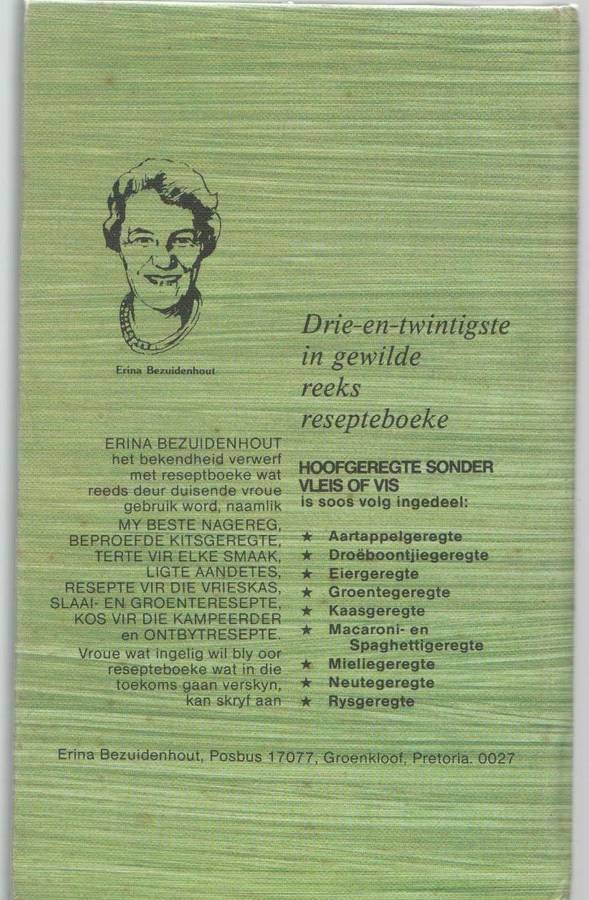 Erina Bezuidenhout
Drie-en-twintigste
in gewilde
reeks
resepteboeke
ERINA BEZUIDENHOUT
het bekendheid verwerf
met reseptboeke wat
reeds deur duisende vroue
gebruik word, naamlik
MY BESTE NAGEREG,
BEPROEFDE KITSGEREGTE,
TERTE VIR ELKE SMAAK,
LIGTE AANDETES,
RESEPTE VIR DIE VRIESKAS,
SLAAI- EN GROENTERESEPTE,
KOS VIR DIE KAMPEERDER
en ONTBYTRESEPTE.
Vroue wat ingelig wil bly oor
resepteboeke wat in die
toekoms gaan verskyn,
kan skryf aan
HOOFGEREGTE SONDER
VLEIS OF VIS
is soos volg ingedeel:
★ Aartappelgeregte
★ Droëboontjiegeregte
★ Eiergeregte
★ Groentegeregte
★ Kaasgeregte
★ Macaroni- en
Spaghettigeregte
★ Mieliegeregte
★ Neutegeregte
★ Rysgeregte
Erina Bezuidenhout, Posbus 17077, Groenkloof, Pretoria. 0027